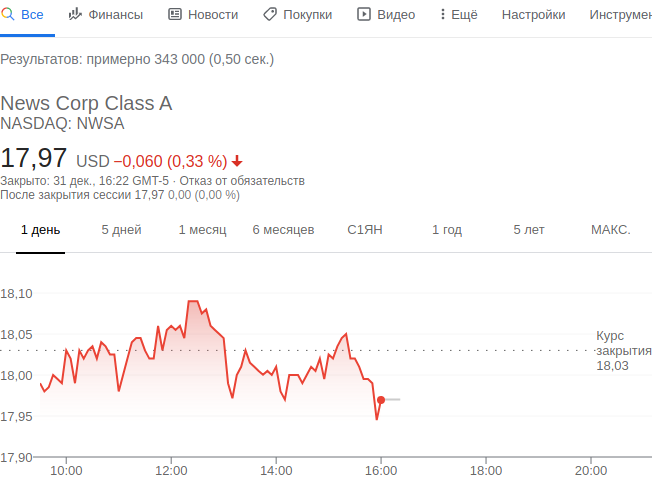 Все Финансы Новости Покупки Видео Ещё Настройки Инструмен
Результатов: примерно 343 000 (0,50 сек.)
News Corp Class A
NASDAQ: NWSA
17,97 USD −0,060 (0,33 %)
Закрыто: 31 дек., 16:22 GMT-5 · Отказ от обязательств
После закрытия сессии 17,97 0,00 (0,00 %)
1 день 5 дней 1 месяц 6 месяцев С1ЯН 1 год 5 лет МАКС.
18,10
18,05
18,00
17,95
17,90
Курс
закрытия
18,03
10:00 12:00 14:00 16:00 18:00 20:00